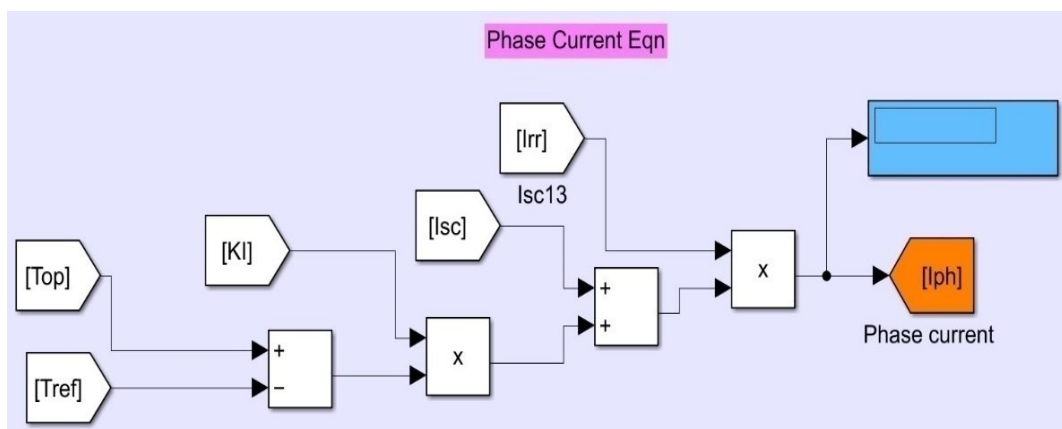 Phase Current Eqn
[Irr]
Isc13
[Isc]
[KI]
[Top]
[Tref]
+
−
x
+
+
x
[Iph]
Phase current